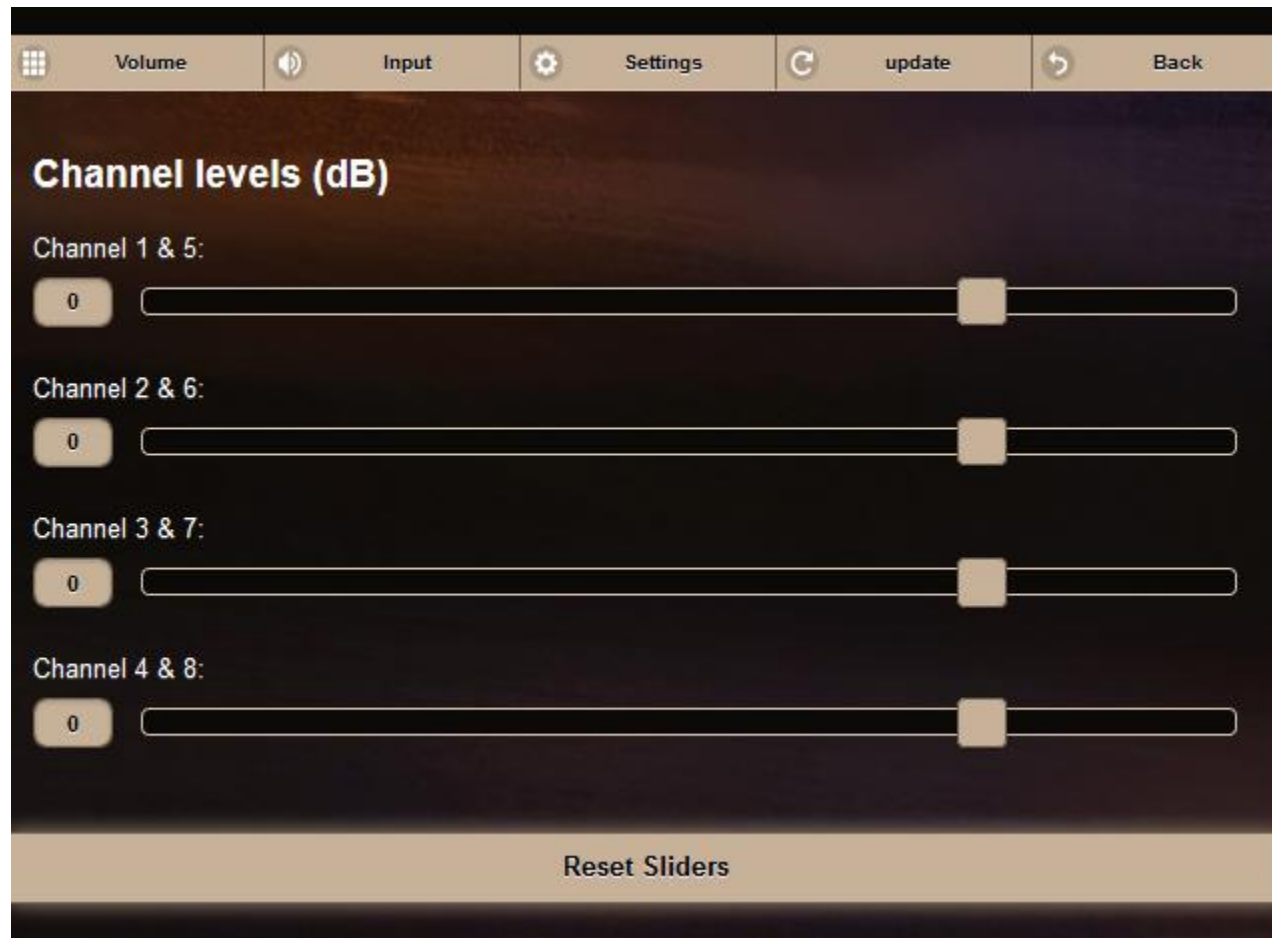 Volume Input Settings update Back
Channel levels (dB)
Channel 1 & 5:
0
Channel 2 & 6:
0
Channel 3 & 7:
0
Channel 4 & 8:
0
Reset Sliders